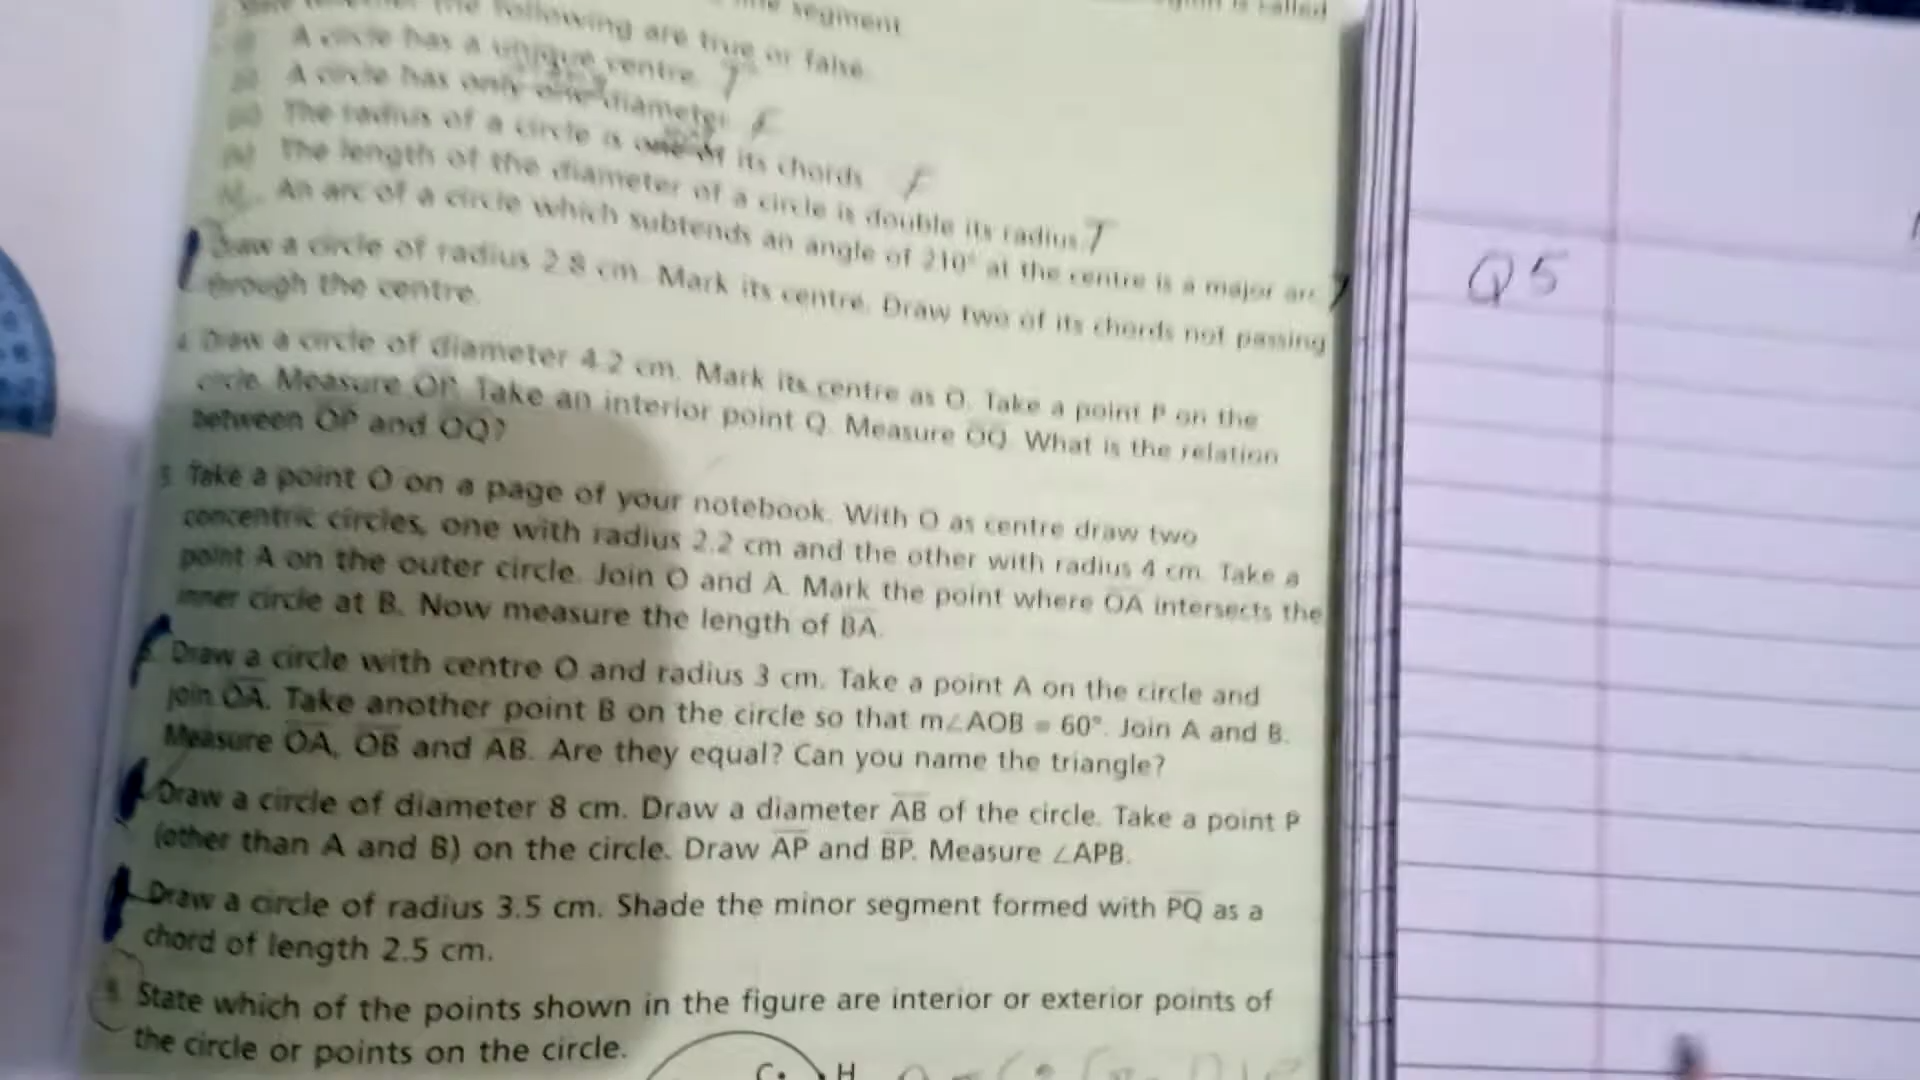 segment
is called
the following are true or false.
A circle has a unique centre. T
A circle has only one diameter. F
The radius of a circle is one of its chords. F
The length of the diameter of a circle is double its radius. T
An arc of a circle which subtends an angle of 210° at the centre is a major arc. T
Draw a circle of radius 2.8 cm. Mark its centre. Draw two of its chords not passing
through the centre.
4. Draw a circle of diameter 4.2 cm. Mark its centre as O. Take a point P on the
circle. Measure OP. Take an interior point Q. Measure OQ. What is the relation
between OP and OQ?
5. Take a point O on a page of your notebook. With O as centre draw two
concentric circles, one with radius 2.2 cm and the other with radius 4 cm. Take a
point A on the outer circle. Join O and A. Mark the point where OA intersects the
inner circle at B. Now measure the length of BA.
Draw a circle with centre O and radius 3 cm. Take a point A on the circle and
join OA. Take another point B on the circle so that m∠AOB = 60°. Join A and B.
Measure OA, OB and AB. Are they equal? Can you name the triangle?
Draw a circle of diameter 8 cm. Draw a diameter AB of the circle. Take a point P
(other than A and B) on the circle. Draw AP and BP. Measure ∠APB.
Draw a circle of radius 3.5 cm. Shade the minor segment formed with PQ as a
chord of length 2.5 cm.
State which of the points shown in the figure are interior or exterior points of
the circle or points on the circle.
C. H
Q5